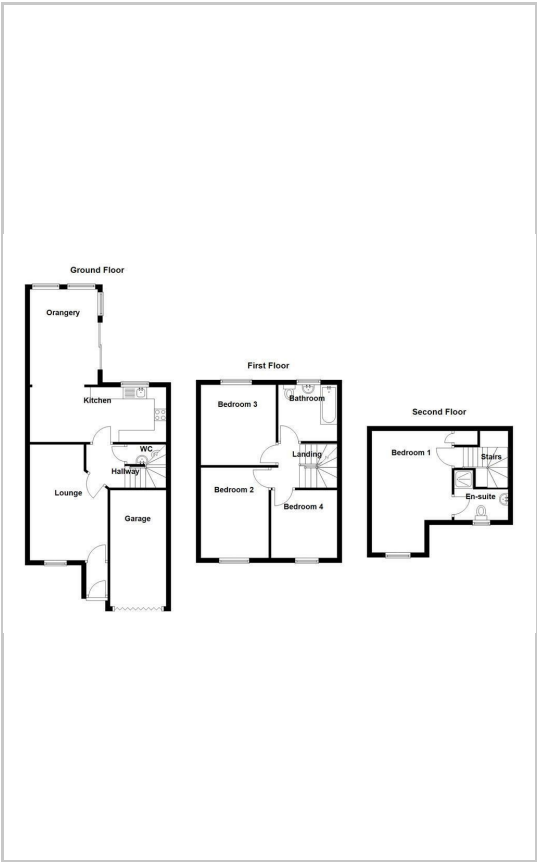 Ground Floor
Orangery
Kitchen
WC
Hallway
Lounge
Garage
First Floor
Bedroom 3
Bathroom
Landing
Bedroom 2
Bedroom 4
Second Floor
Bedroom 1
Stairs
En-suite